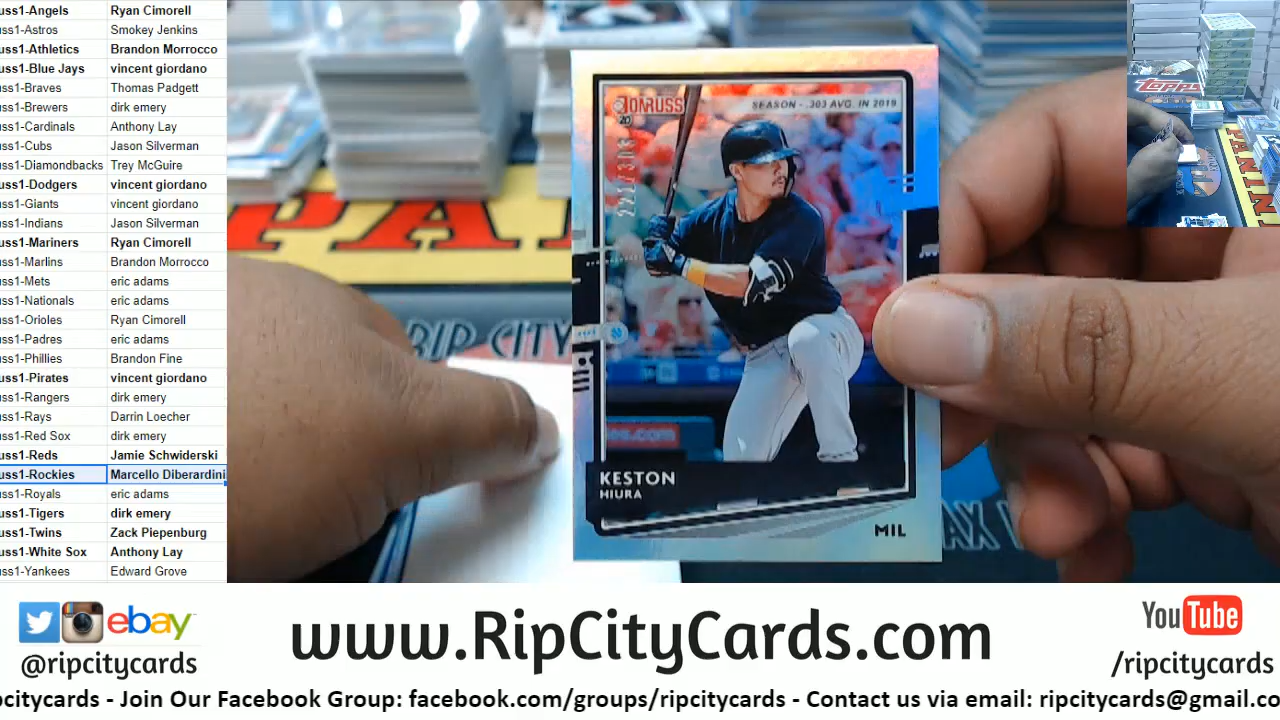 uss1-Angels Ryan Cimorell
uss1-Astros Smokey Jenkins
uss1-Athletics Brandon Morrocco
uss1-Blue Jays vincent giordano
uss1-Braves Thomas Padgett
uss1-Brewers dirk emery
uss1-Cardinals Anthony Lay
uss1-Cubs Jason Silverman
uss1-Diamondbacks Trey McGuire
uss1-Dodgers vincent giordano
uss1-Giants vincent giordano
uss1-Indians Jason Silverman
uss1-Mariners Ryan Cimorell
uss1-Marlins Brandon Morrocco
uss1-Mets eric adams
uss1-Nationals eric adams
uss1-Orioles Ryan Cimorell
uss1-Padres eric adams
uss1-Phillies Brandon Fine
uss1-Pirates vincent giordano
uss1-Rangers dirk emery
uss1-Rays Darrin Loecher
uss1-Red Sox dirk emery
uss1-Reds Jamie Schwiderski
uss1-Rockies Marcello Diberardini
uss1-Royals eric adams
uss1-Tigers dirk emery
uss1-Twins Zack Piepenburg
uss1-White Sox Anthony Lay
uss1-Yankees Edward Grove
DONRUSS
20
SEASON - .303 AVG. IN 2019
KESTON
HIURA
MIL
PA
RIP CITY
Topps
PANINI
ebay
@ripcitycards
www.RipCityCards.com
YouTube
/ripcitycards
pcitycards - Join Our Facebook Group: facebook.com/groups/ripcitycards - Contact us via email: ripcitycards@gmail.co